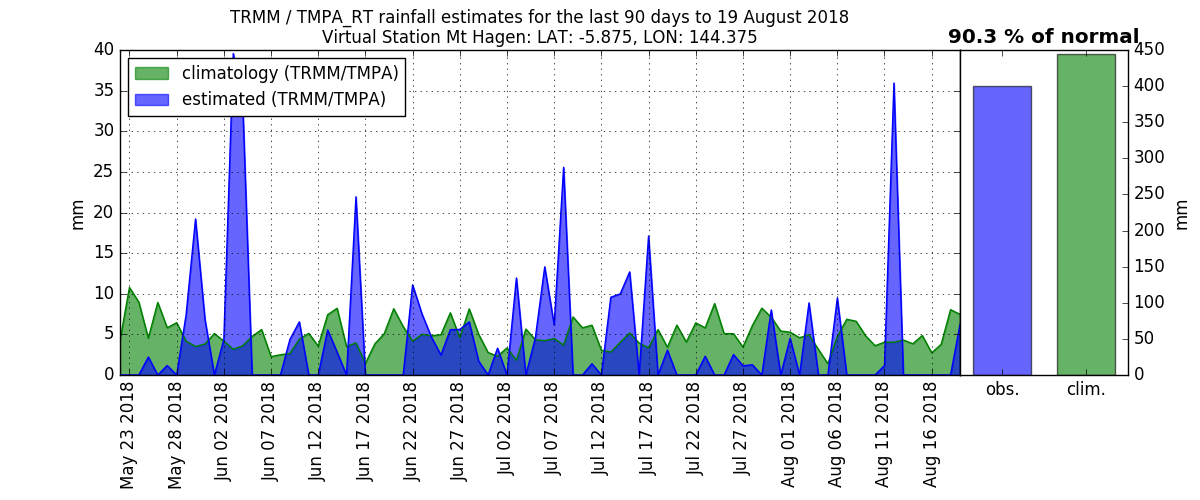 TRMM / TMPA_RT rainfall estimates for the last 90 days to 19 August 2018
Virtual Station Mt Hagen: LAT: -5.875, LON: 144.375
90.3 % of normal
climatology (TRMM/TMPA)
estimated (TRMM/TMPA)
40
35
30
25
20
15
10
5
0
mm
May 23 2018
May 28 2018
Jun 02 2018
Jun 07 2018
Jun 12 2018
Jun 17 2018
Jun 22 2018
Jun 27 2018
Jul 02 2018
Jul 07 2018
Jul 12 2018
Jul 17 2018
Jul 22 2018
Jul 27 2018
Aug 01 2018
Aug 06 2018
Aug 11 2018
Aug 16 2018
450
400
350
300
250
200
150
100
50
0
mm
obs.
clim.